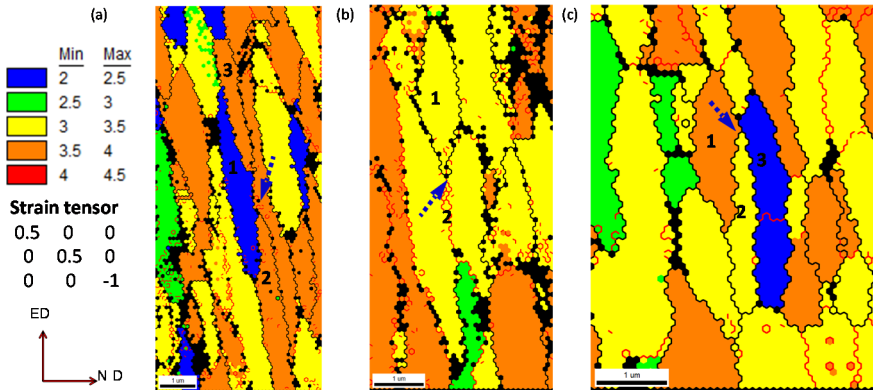 (a)
(b)
(c)
Min Max
2 2.5
2.5 3
3 3.5
3.5 4
4 4.5
Strain tensor
0.5 0 0
0 0.5 0
0 0 -1
ED
N D
3
1
2
1 um
1
2
1 um
1
3
2
1 um